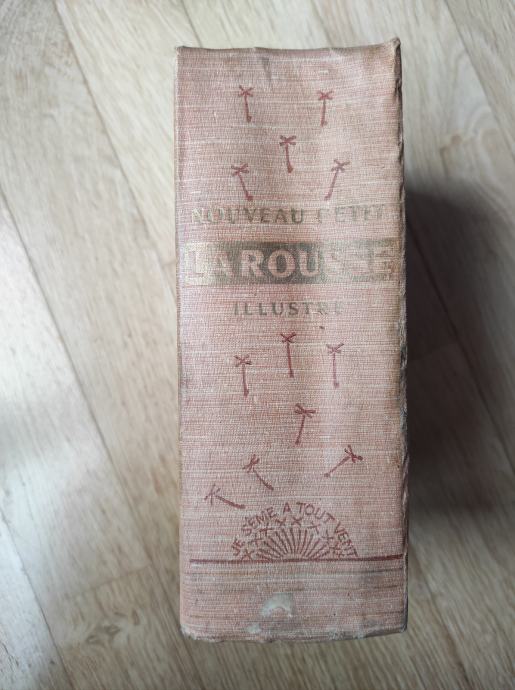 NOUVEAU PETIT
LAROUSSE
ILLUSTRÉ
JE SÈME A TOUT VENT